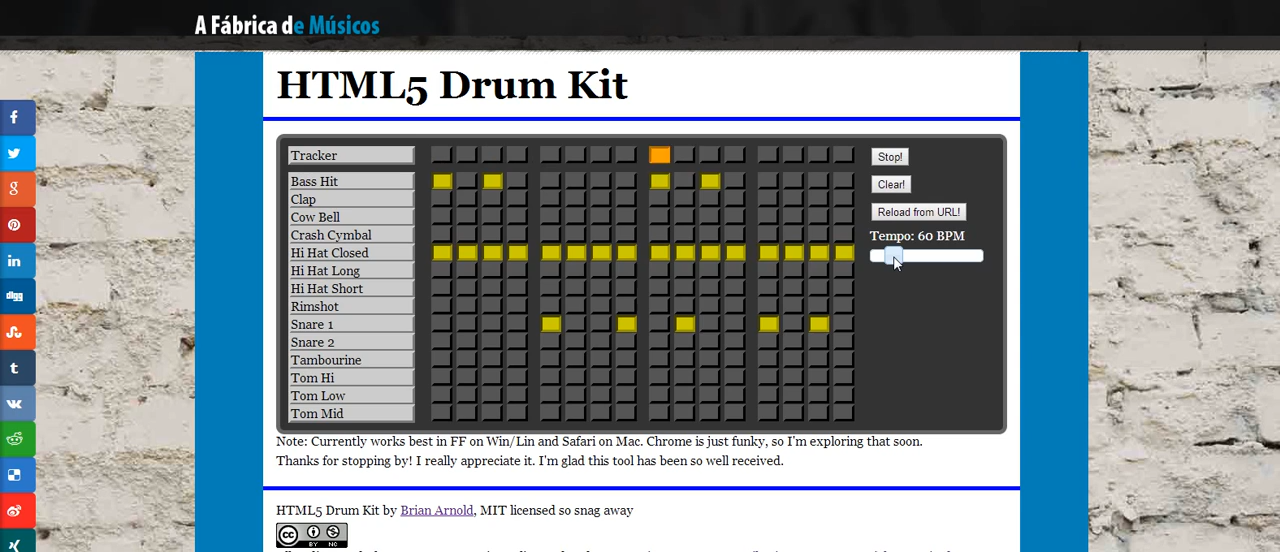 A Fábrica de Músicos
HTML5 Drum Kit
Tracker
Stop!
Bass Hit
Clear!
Clap
Cow Bell
Reload from URL!
Crash Cymbal
Tempo: 60 BPM
Hi Hat Closed
Hi Hat Long
Hi Hat Short
Rimshot
Snare 1
Snare 2
Tambourine
Tom Hi
Tom Low
Tom Mid
Note: Currently works best in FF on Win/Lin and Safari on Mac. Chrome is just funky, so I'm exploring that soon.
Thanks for stopping by! I really appreciate it. I'm glad this tool has been so well received.
HTML5 Drum Kit by Brian Arnold, MIT licensed so snag away
cc BY NC
digg